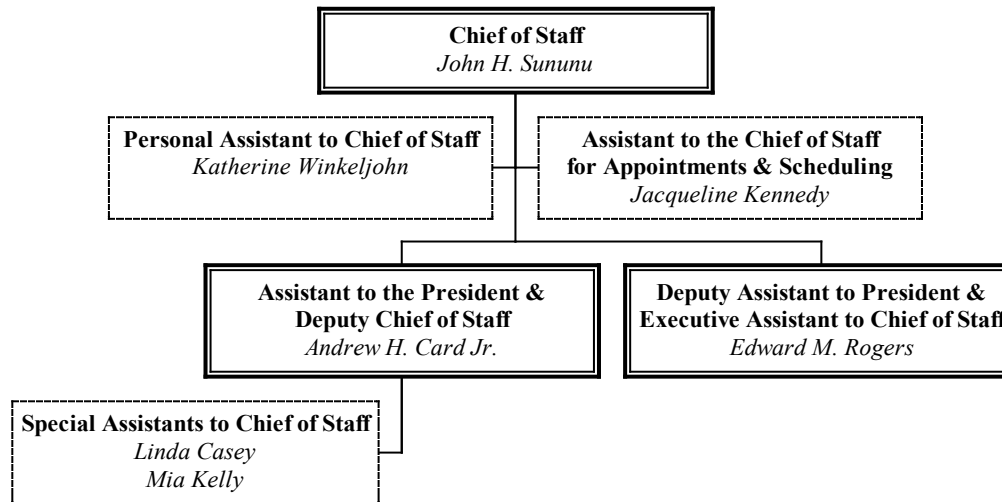 Chief of Staff
John H. Sununu
Personal Assistant to Chief of Staff
Katherine Winkeljohn
Assistant to the Chief of Staff
for Appointments & Scheduling
Jacqueline Kennedy
Assistant to the President &
Deputy Chief of Staff
Andrew H. Card Jr.
Deputy Assistant to President &
Executive Assistant to Chief of Staff
Edward M. Rogers
Special Assistants to Chief of Staff
Linda Casey
Mia Kelly